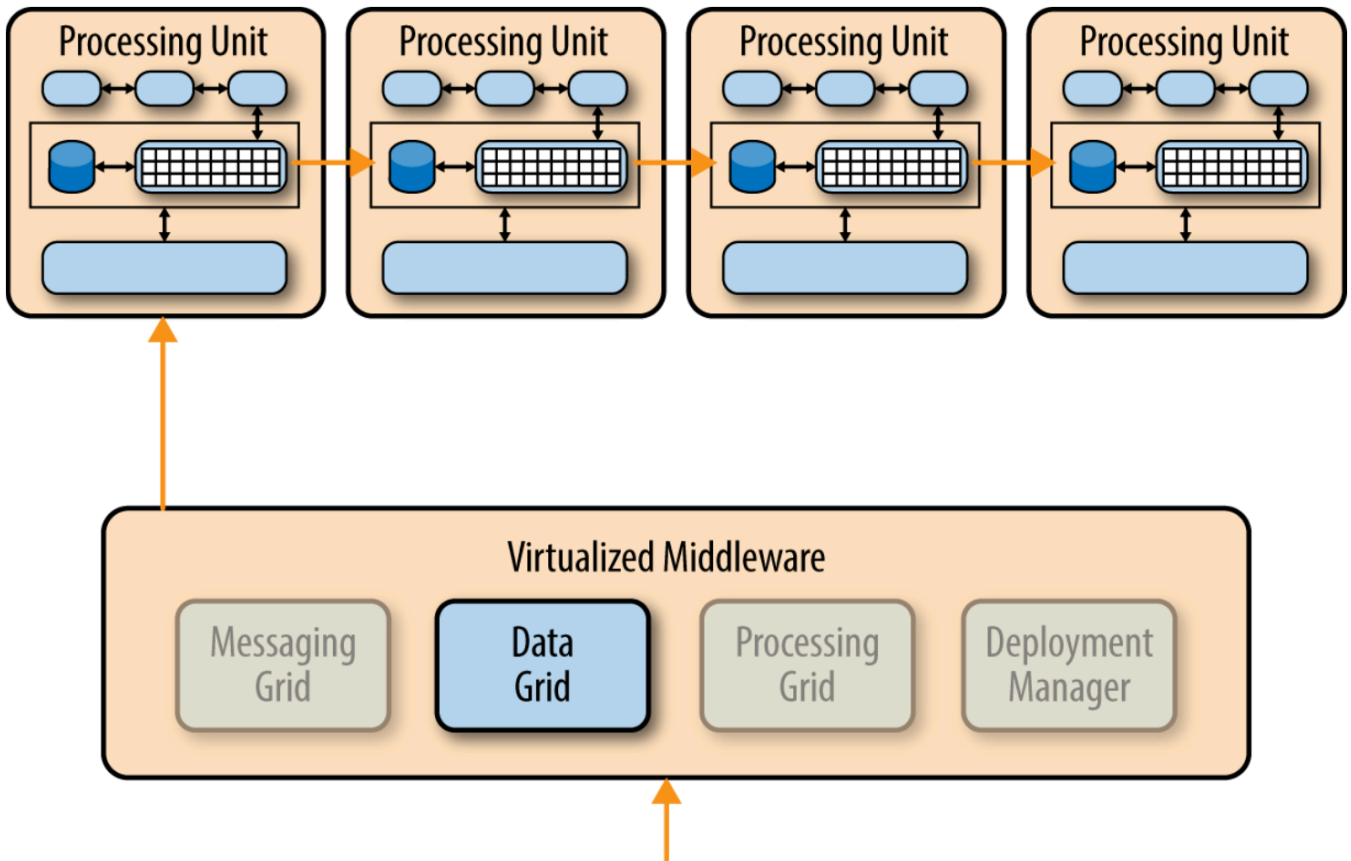 Processing Unit
Processing Unit
Processing Unit
Processing Unit
Virtualized Middleware
Messaging
Grid
Data
Grid
Processing
Grid
Deployment
Manager